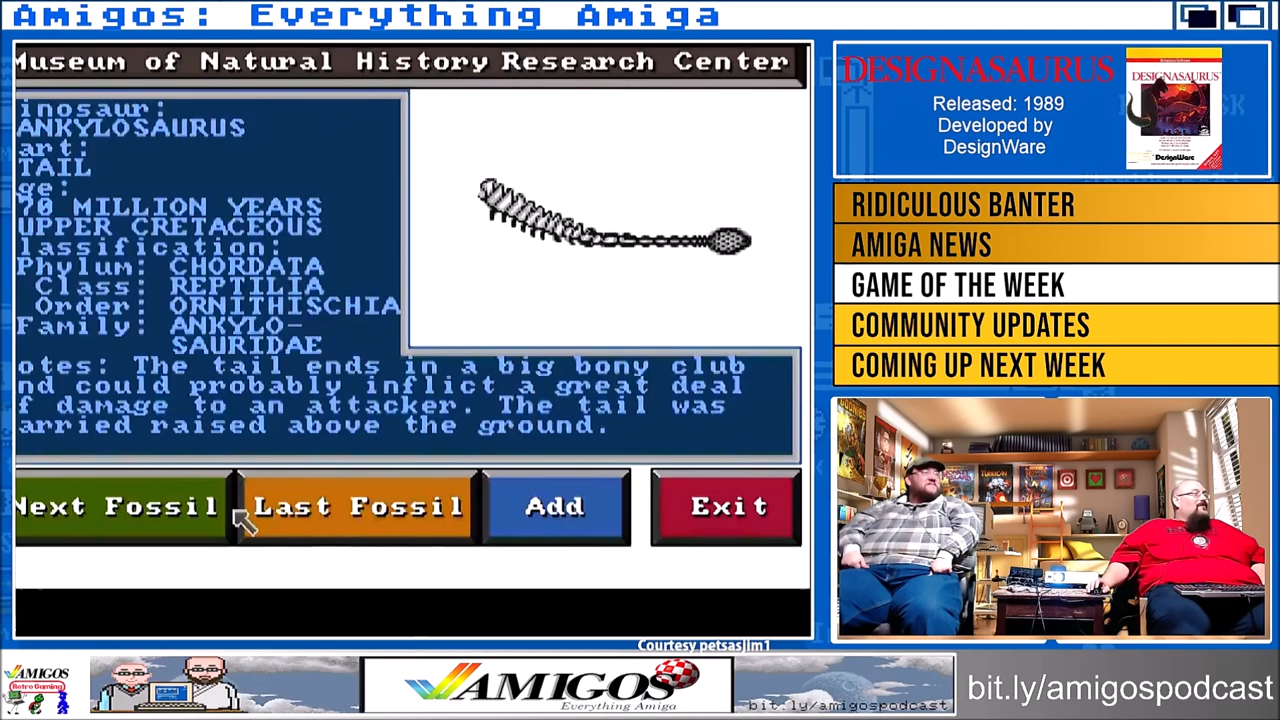 Amigos: Everything Amiga
Museum of Natural History Research Center
inosaur:
ANKYLOSAURUS
art:
TAIL
ge:
70 MILLION YEARS
UPPER CRETACEOUS
lassification:
Phylum: CHORDATA
Class: REPTILIA
Order: ORNITHISCHIA
Family: ANKYLO-
SAURIDAE
otes: The tail ends in a big bony club
nd could probably inflict a great deal
f damage to an attacker. The tail was
arried raised above the ground.
Next Fossil
Last Fossil
Add
Exit
DESIGNASAURUS
Released: 1989
Developed by
DesignWare
DESIGNASAURUS
DesignWare
RIDICULOUS BANTER
AMIGA NEWS
GAME OF THE WEEK
COMMUNITY UPDATES
COMING UP NEXT WEEK
Courtesy petsasjim1
AMIGOS
Retro Gaming
AMIGOS
Everything Amiga
bit.ly/amigospodcast
bit.ly/amigospodcast